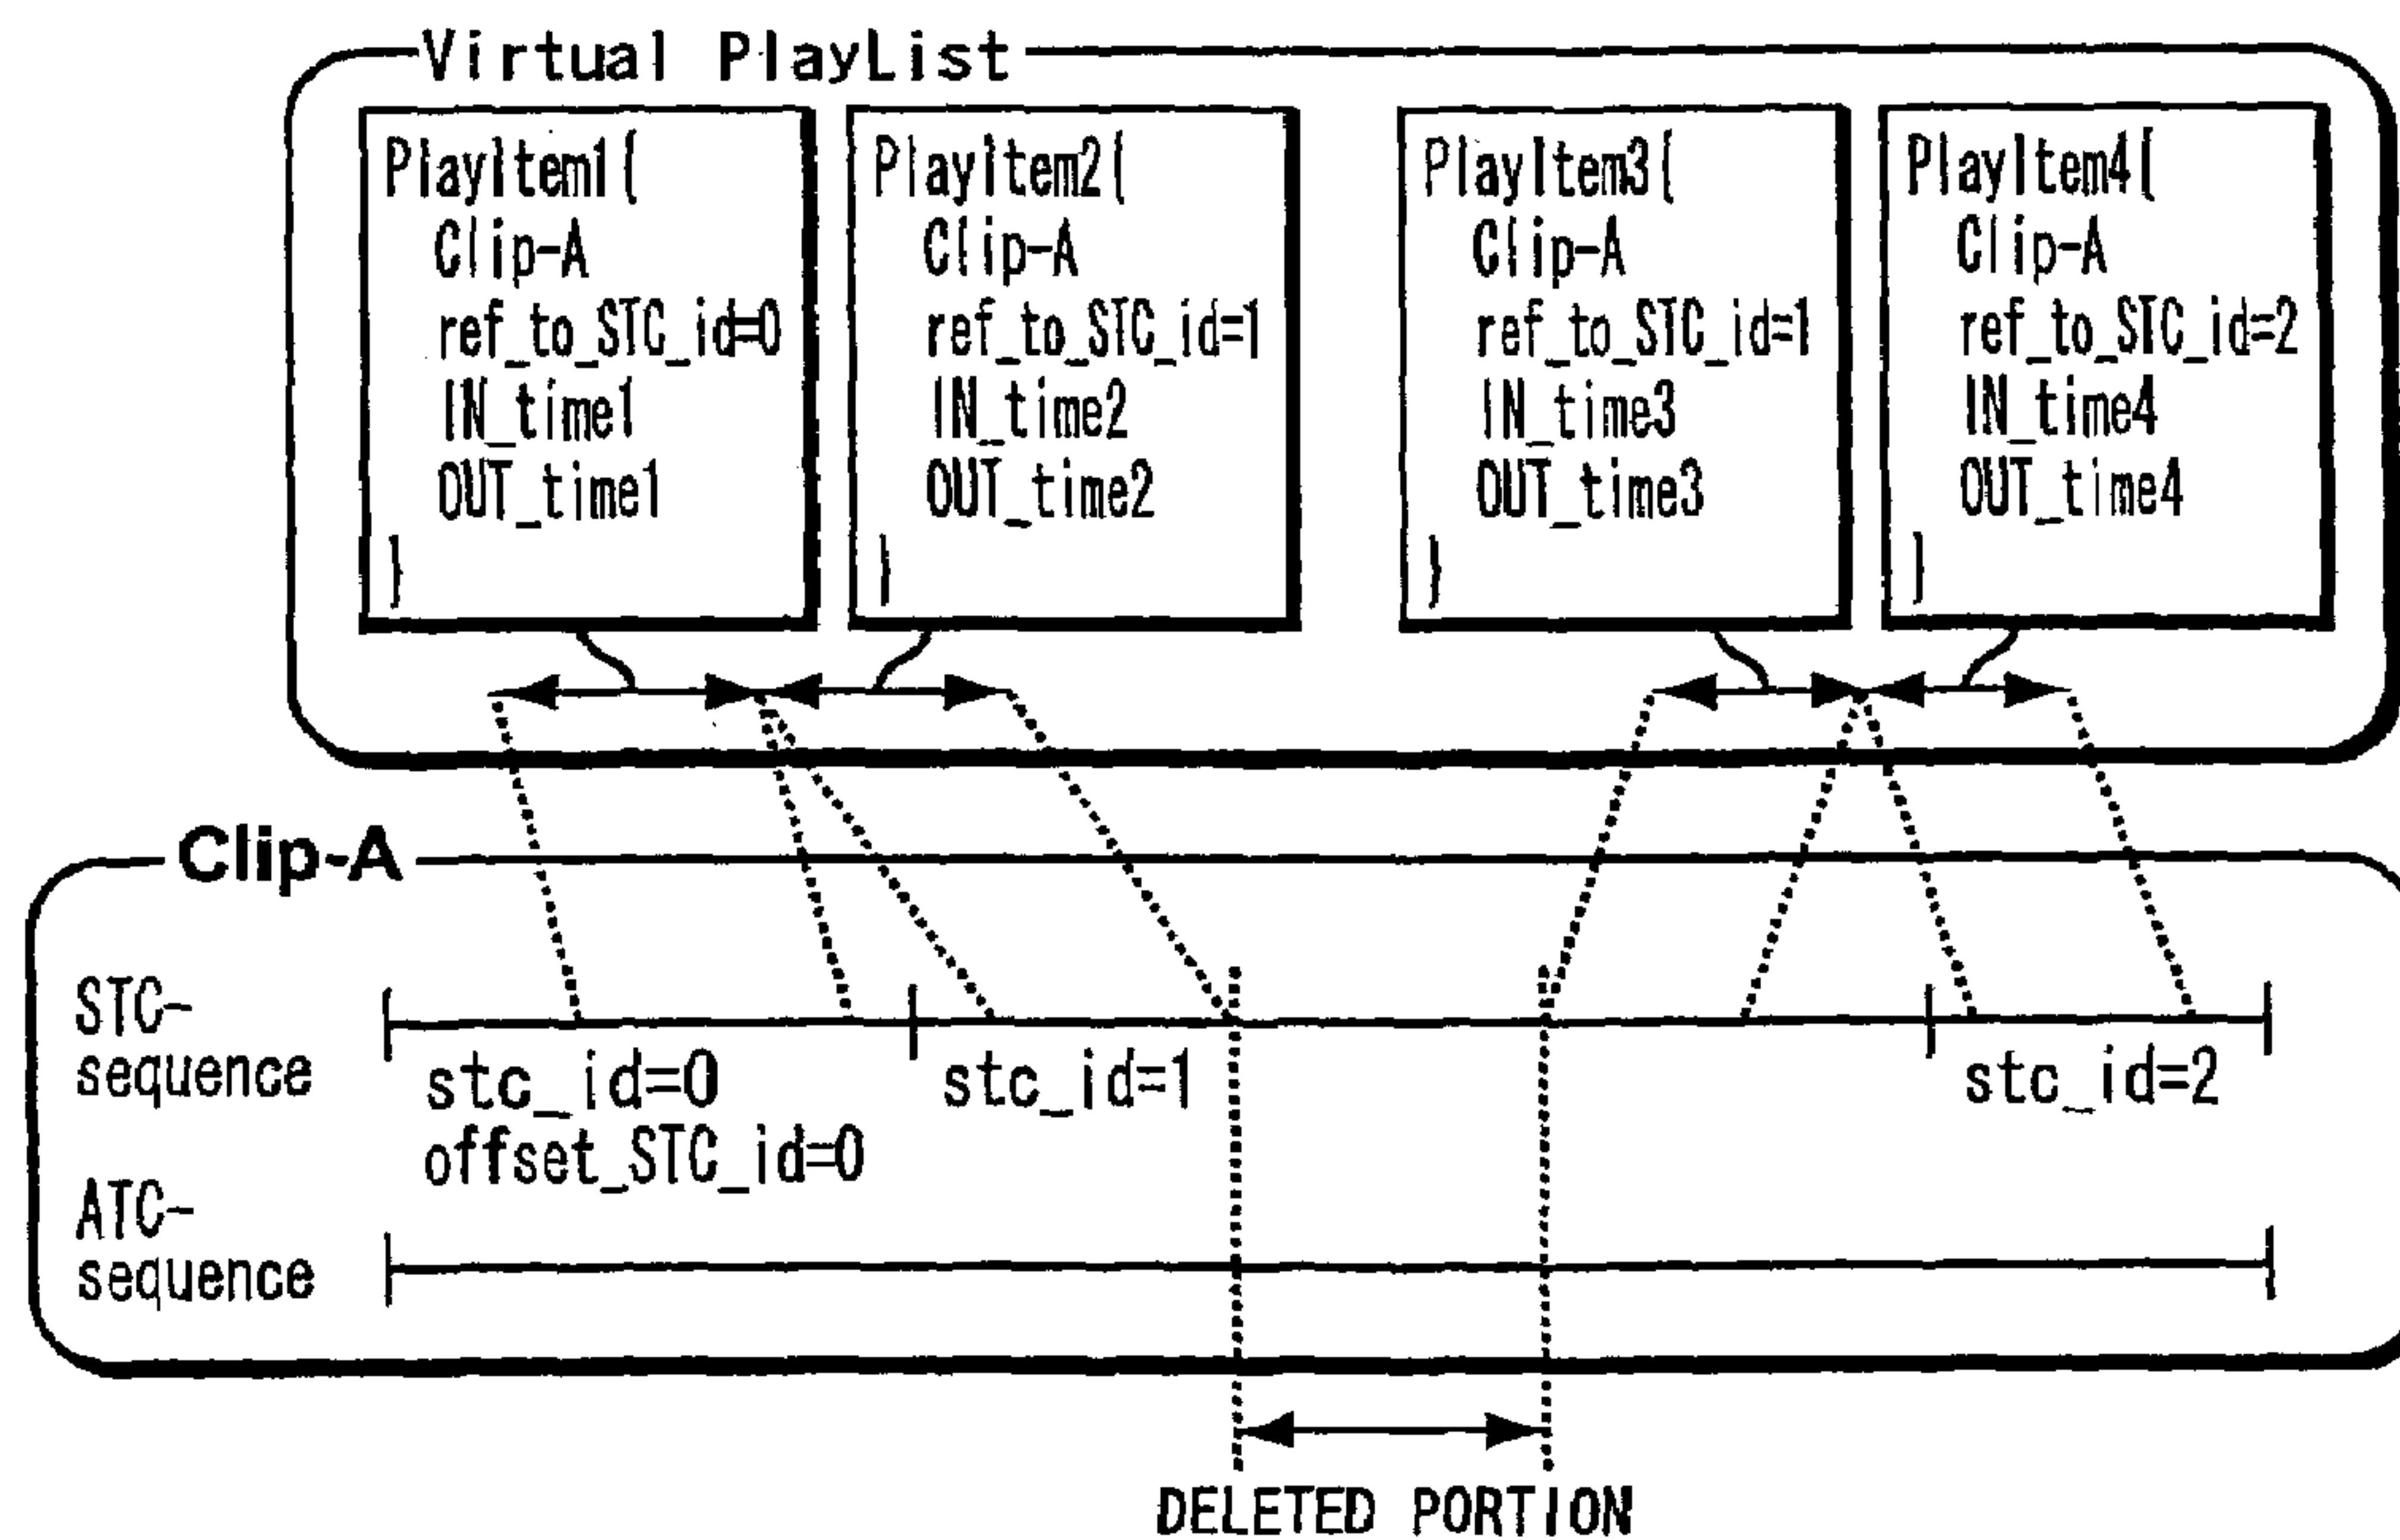 Virtual PlayList
PlayItem1{
Clip-A
ref_to_STC_id=0
IN_time1
OUT_time1
}
PlayItem2{
Clip-A
ref_to_STC_id=1
IN_time2
OUT_time2
}
PlayItem3{
Clip-A
ref_to_STC_id=1
IN_time3
OUT_time3
}
PlayItem4{
Clip-A
ref_to_STC_id=2
IN_time4
OUT_time4
}
Clip-A
STC-
sequence
stc_id=0
offset_STC_id=0
stc_id=1
stc_id=2
ATC-
sequence
DELETED PORTION